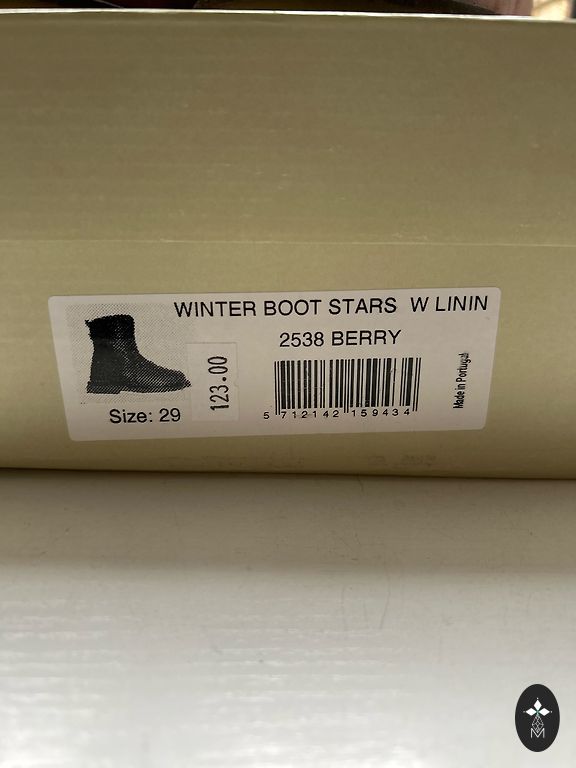 WINTER BOOT STARS W LININ
2538 BERRY
123.00
Size: 29
5 712142 159434
Made in Portugal
M